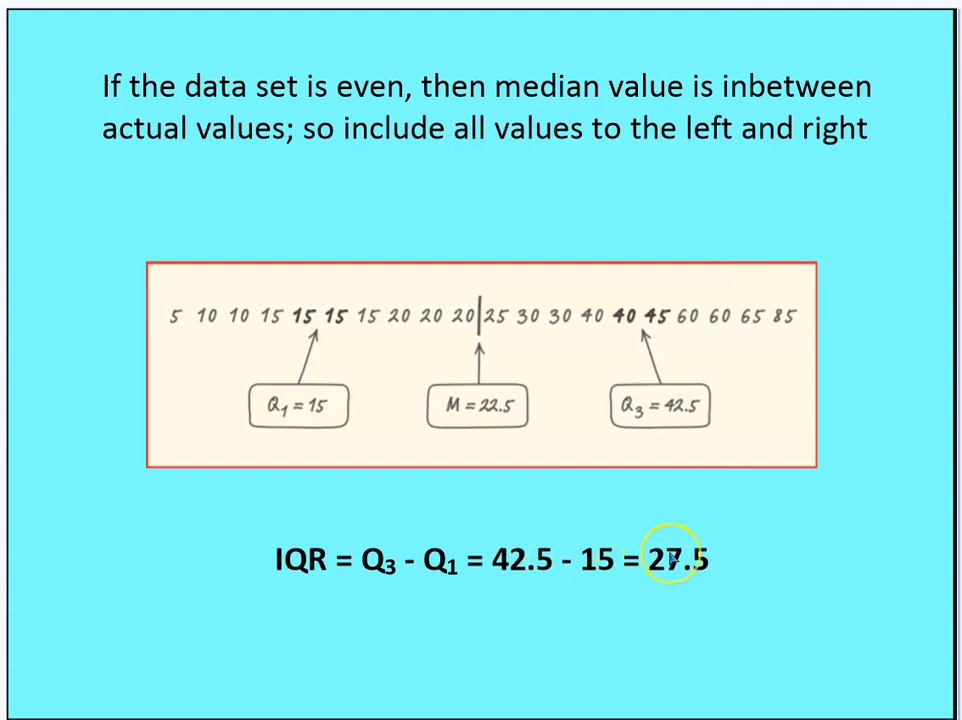 If the data set is even, then median value is inbetween
actual values; so include all values to the left and right
5 10 10 15 15 15 15 20 20 20 25 30 30 40 40 45 60 60 65 85
Q₁ = 15 M = 22.5 Q₃ = 42.5
IQR = Q₃ - Q₁ = 42.5 - 15 = 27.5